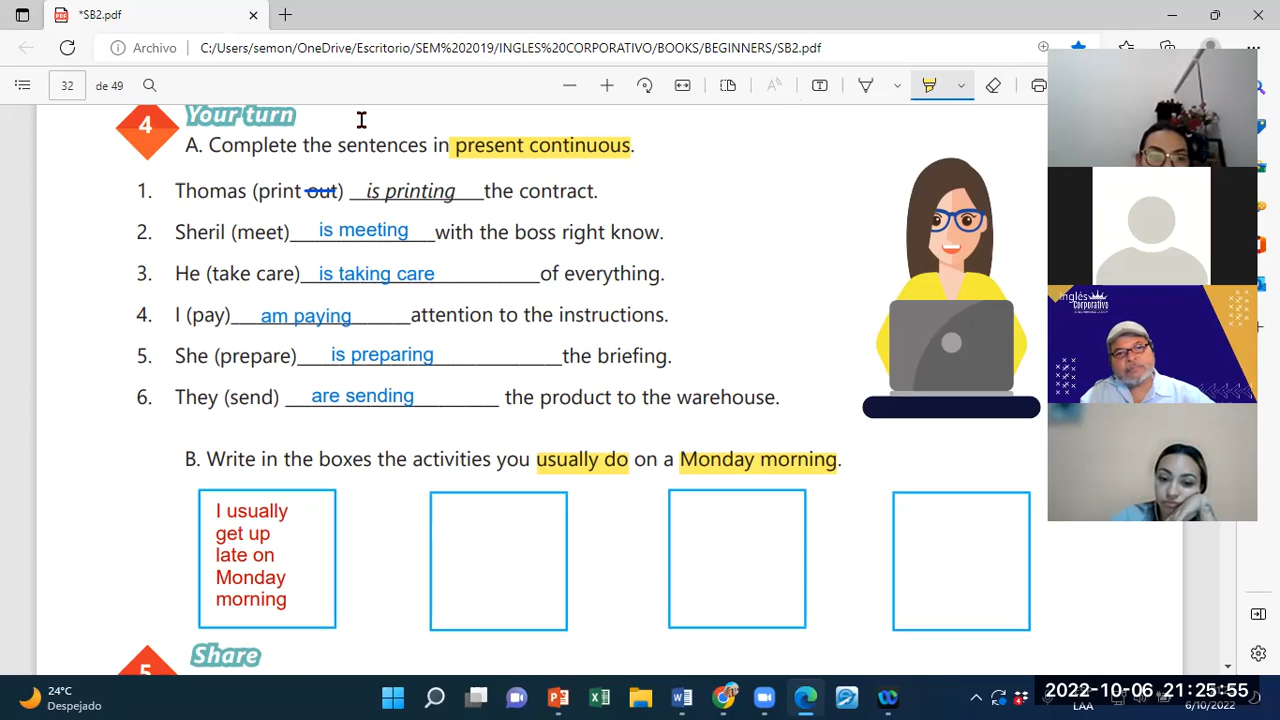 *SB2.pdf
Archivo C:/Users/semon/OneDrive/Escritorio/SEM%202019/INGLES%20CORPORATIVO/BOOKS/BEGINNERS/SB2.pdf
32 de 49
4 Your turn
A. Complete the sentences in present continuous.
1. Thomas (print out) is printing the contract.
2. Sheril (meet) is meeting with the boss right know.
3. He (take care) is taking care of everything.
4. I (pay) am paying attention to the instructions.
5. She (prepare) is preparing the briefing.
6. They (send) are sending the product to the warehouse.
B. Write in the boxes the activities you usually do on a Monday morning.
I usually
get up
late on
Monday
morning
5 Share
Inglés
Corporativo
24°C
Despejado
2022-10-06 21:25:55
LAA
6/10/2022